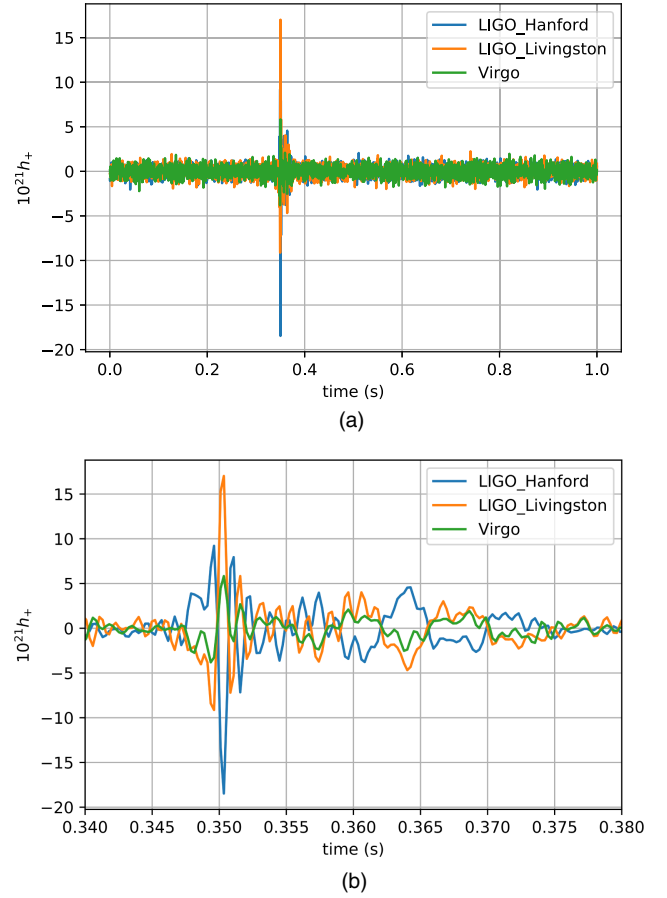 15
10
5
0
−5
−10
−15
−20
10²¹h₊
LIGO_Hanford
LIGO_Livingston
Virgo
0.0 0.2 0.4 0.6 0.8 1.0
time (s)
(a)
15
10
5
0
−5
−10
−15
−20
10²¹h₊
LIGO_Hanford
LIGO_Livingston
Virgo
0.340 0.345 0.350 0.355 0.360 0.365 0.370 0.375 0.380
time (s)
(b)